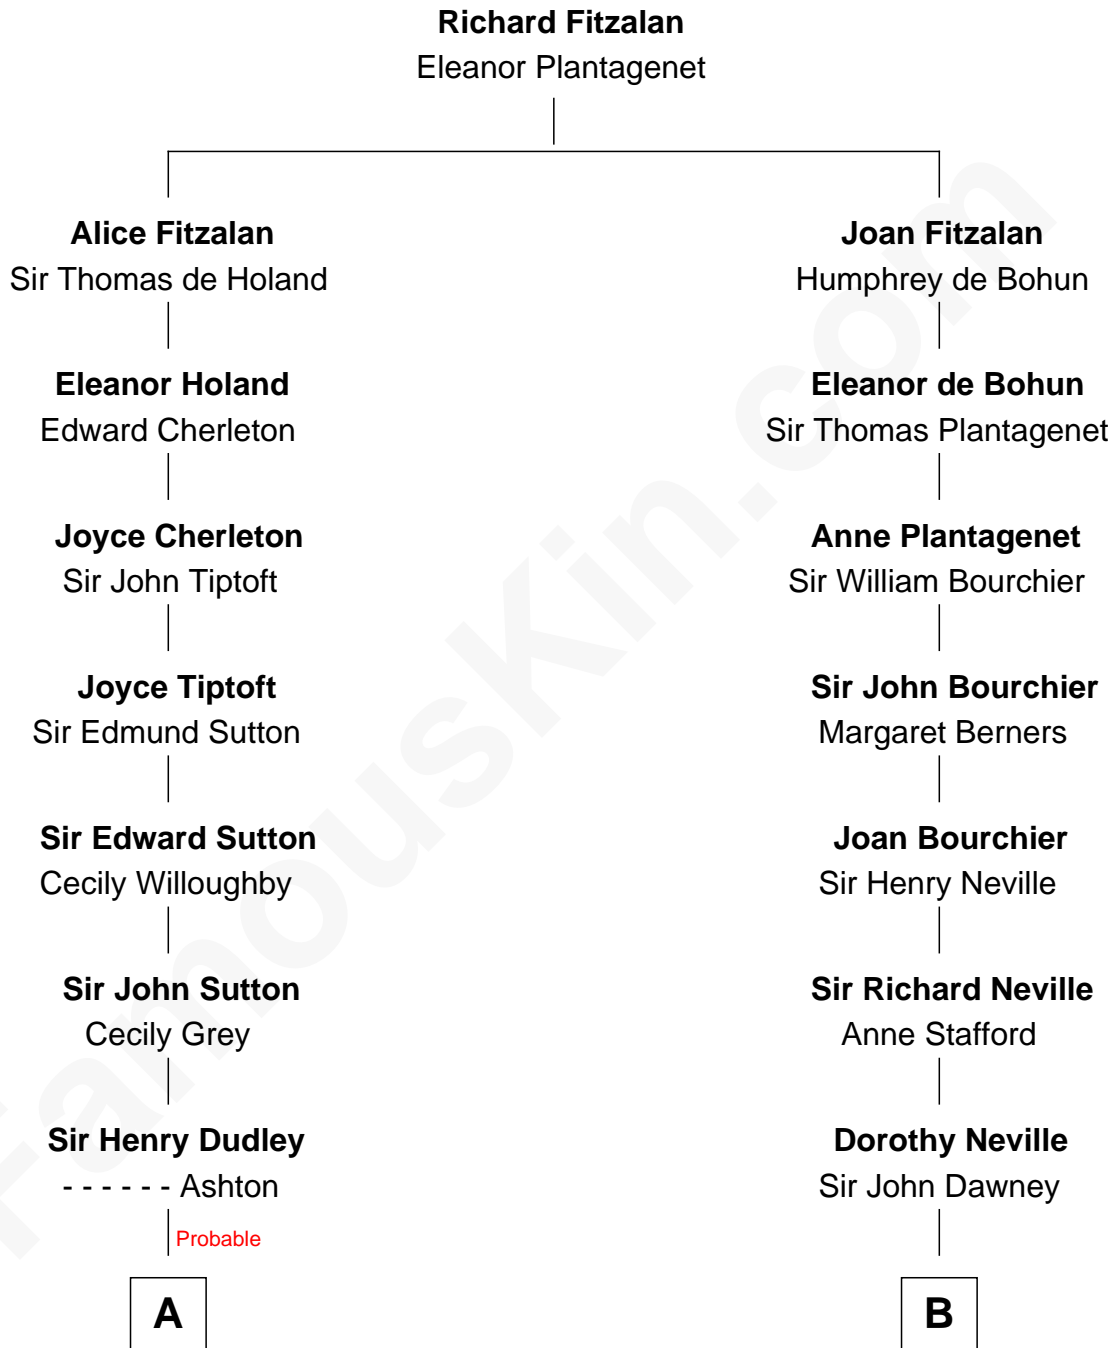 Richard Fitzalan
Eleanor Plantagenet
Alice Fitzalan
Sir Thomas de Holand
Joan Fitzalan
Humphrey de Bohun
Eleanor Holand
Edward Cherleton
Eleanor de Bohun
Sir Thomas Plantagenet
Joyce Cherleton
Sir John Tiptoft
Anne Plantagenet
Sir William Bourchier
Joyce Tiptoft
Sir Edmund Sutton
Sir John Bourchier
Margaret Berners
Sir Edward Sutton
Cecily Willoughby
Joan Bourchier
Sir Henry Neville
Sir John Sutton
Cecily Grey
Sir Richard Neville
Anne Stafford
Sir Henry Dudley
- - - - - - Ashton
Dorothy Neville
Sir John Dawney
Probable
A
B
FamousKin.com